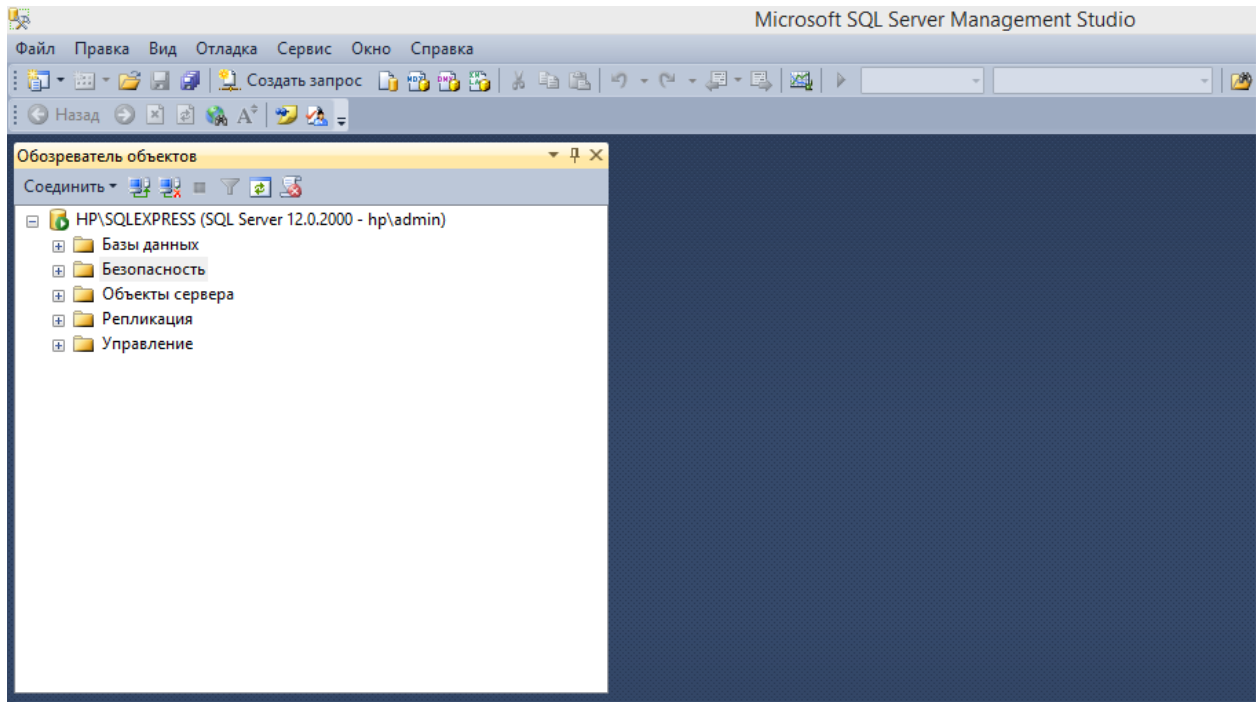 Microsoft SQL Server Management Studio
Файл Правка Вид Отладка Сервис Окно Справка
Создать запрос
Назад
Обозреватель объектов
Соединить
HP\SQLEXPRESS (SQL Server 12.0.2000 - hp\admin)
Базы данных
Безопасность
Объекты сервера
Репликация
Управление